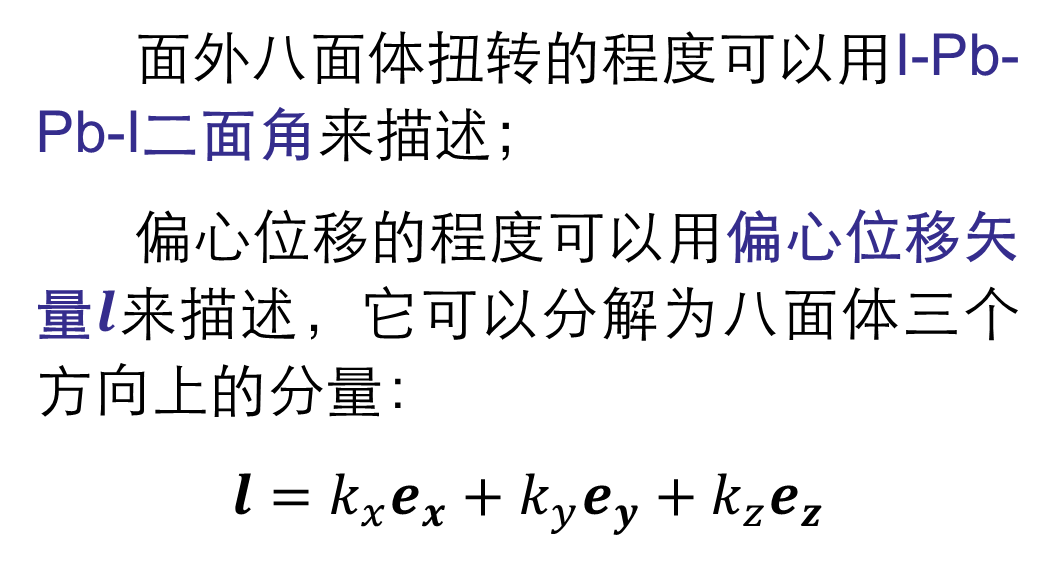 面外八面体扭转的程度可以用I-Pb-
Pb-I二面角来描述；
偏心位移的程度可以用偏心位移矢
量l来描述，它可以分解为八面体三个
方向上的分量：
l = kₓeₓ + k_y e_y + k_z e_z